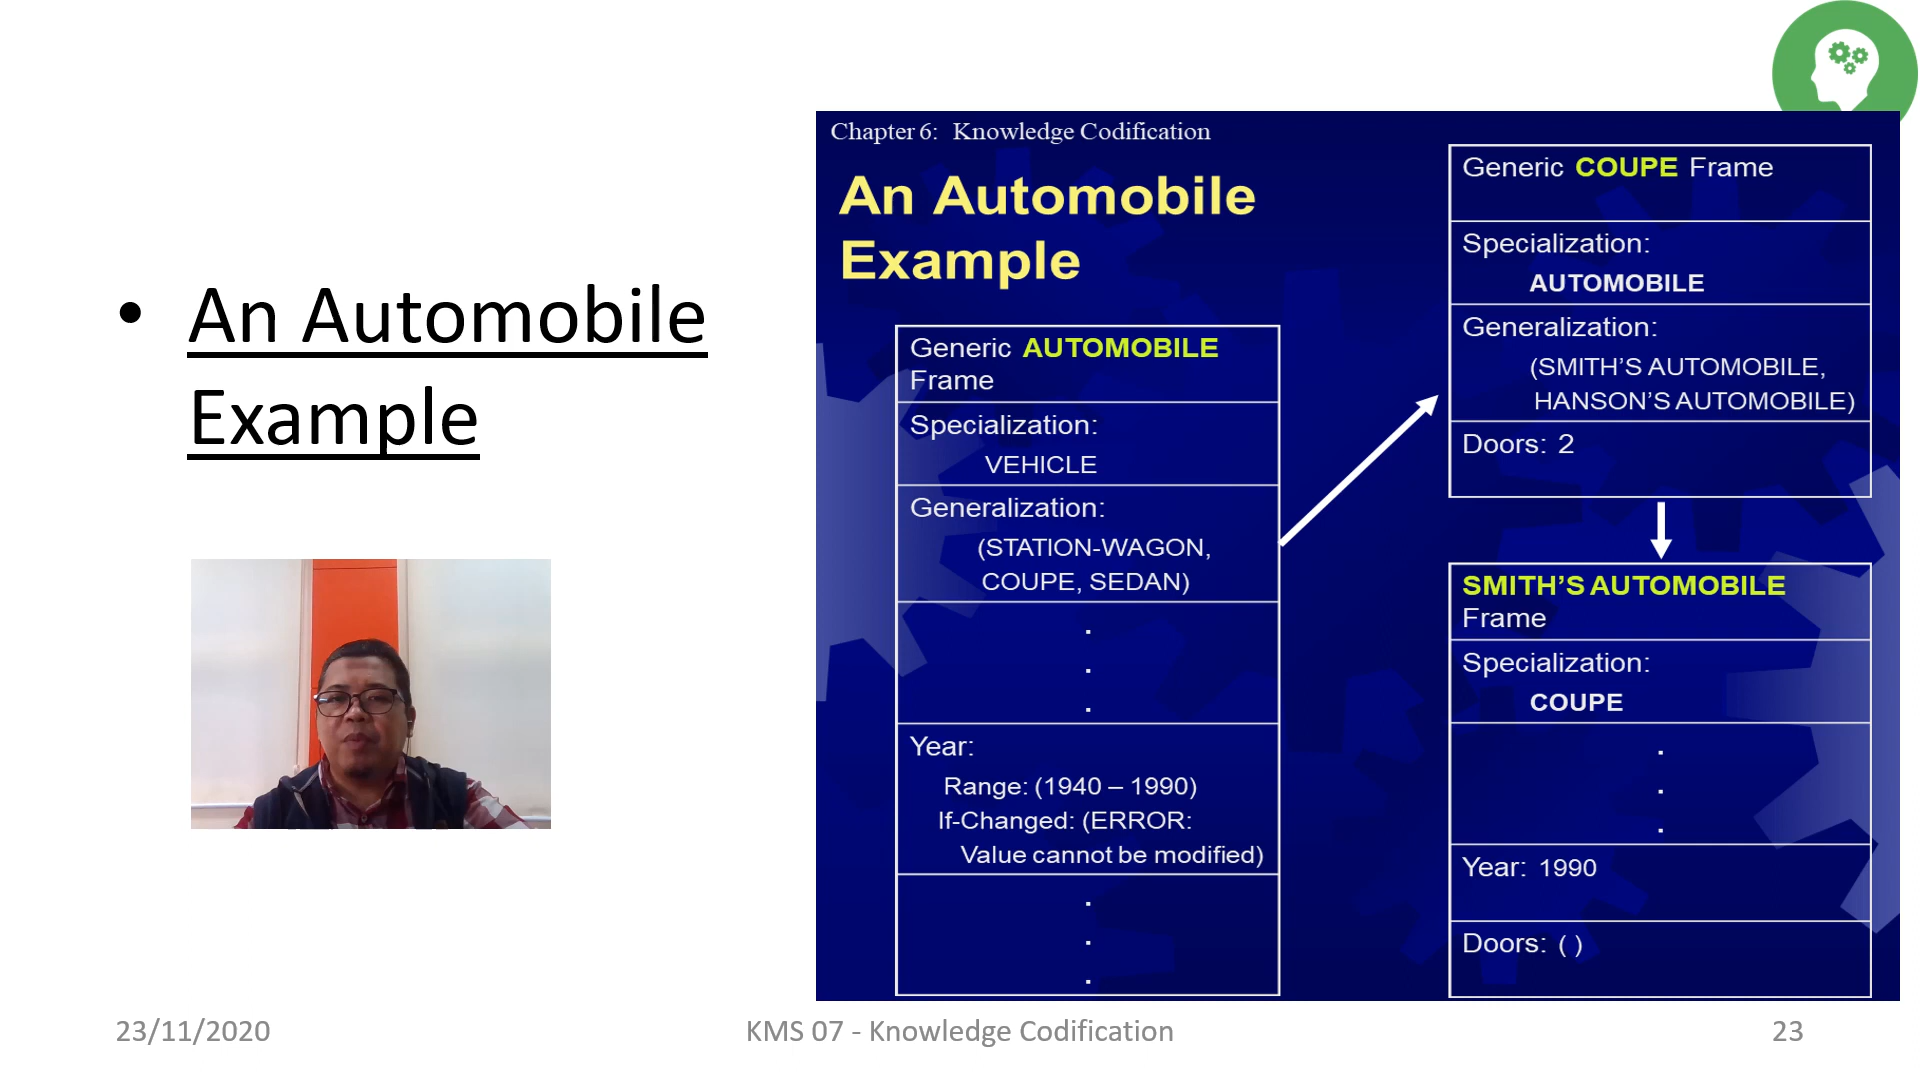 • An Automobile
Example
Chapter 6: Knowledge Codification
An Automobile
Example
Generic AUTOMOBILE
Frame
Specialization:
VEHICLE
Generalization:
(STATION-WAGON,
COUPE, SEDAN)
.
.
.
Year:
Range: (1940 – 1990)
If-Changed: (ERROR:
Value cannot be modified)
.
.
.
Generic COUPE Frame
Specialization:
AUTOMOBILE
Generalization:
(SMITH’S AUTOMOBILE,
HANSON’S AUTOMOBILE)
Doors: 2
SMITH’S AUTOMOBILE
Frame
Specialization:
COUPE
.
.
.
Year: 1990
Doors: ( )
23/11/2020
KMS 07 - Knowledge Codification
23